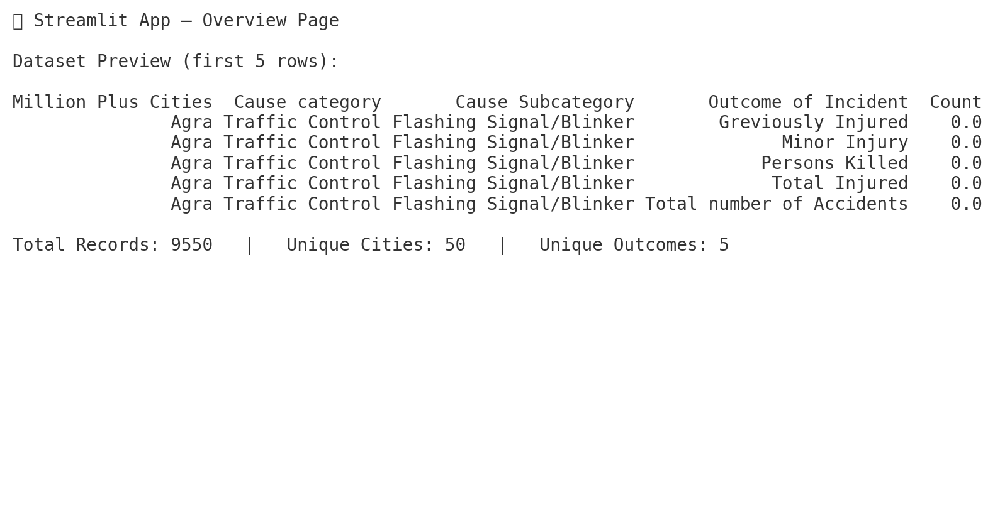 Streamlit App — Overview Page
Dataset Preview (first 5 rows):
Million Plus Cities  Cause category       Cause Subcategory       Outcome of Incident  Count
               Agra Traffic Control Flashing Signal/Blinker        Greviously Injured    0.0
               Agra Traffic Control Flashing Signal/Blinker              Minor Injury    0.0
               Agra Traffic Control Flashing Signal/Blinker            Persons Killed    0.0
               Agra Traffic Control Flashing Signal/Blinker             Total Injured    0.0
               Agra Traffic Control Flashing Signal/Blinker Total number of Accidents    0.0
Total Records: 9550   |   Unique Cities: 50   |   Unique Outcomes: 5